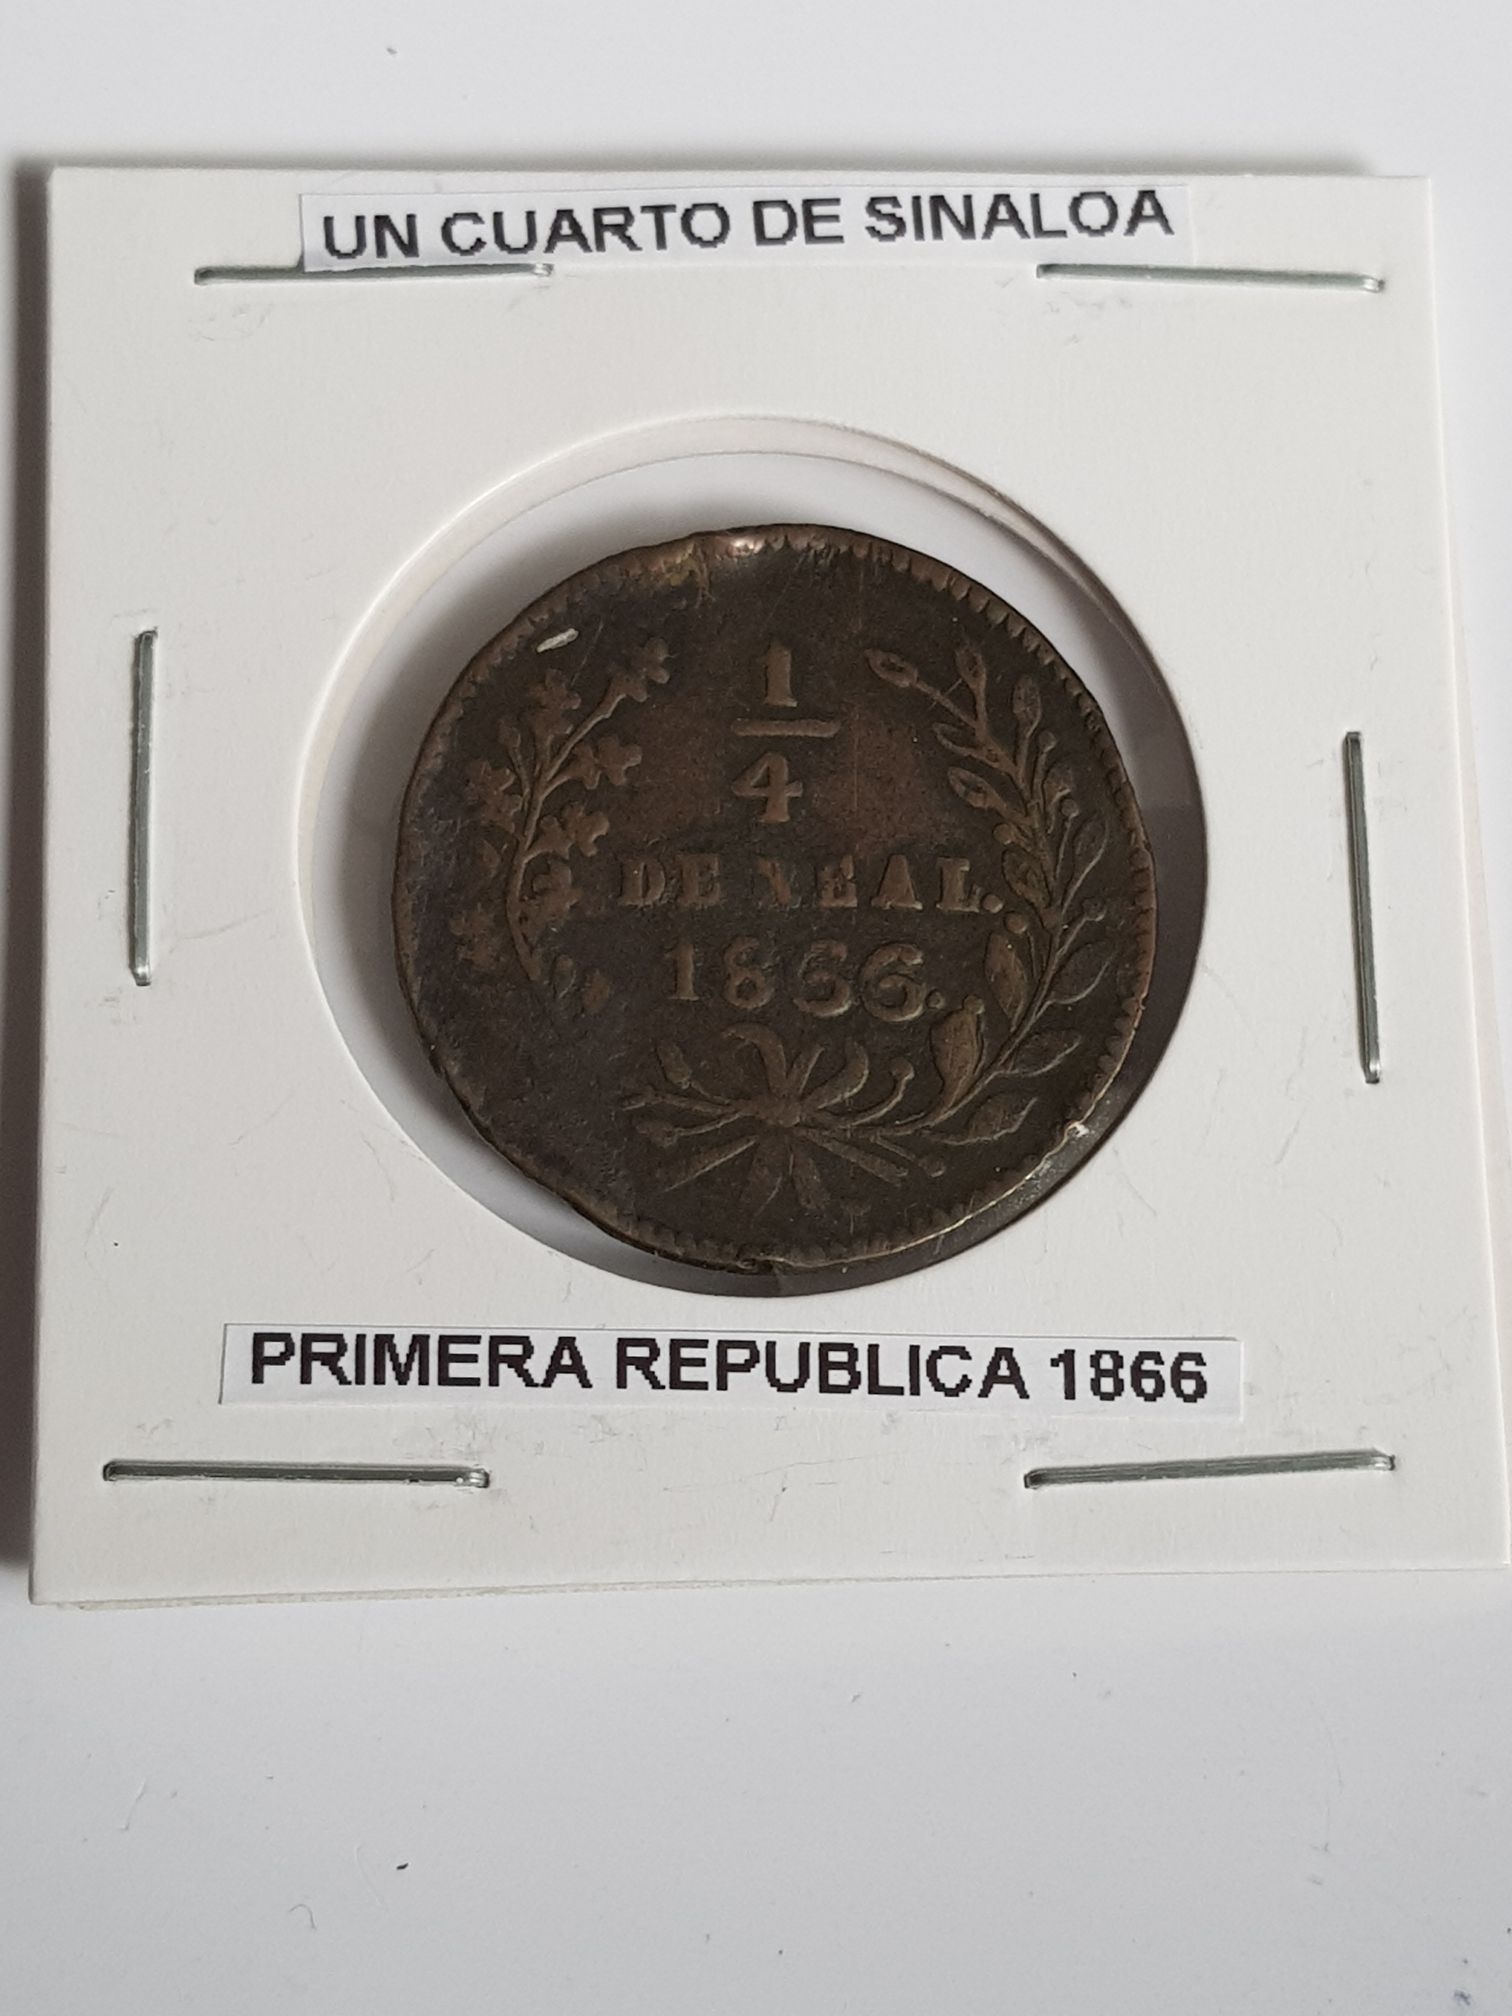 UN CUARTO DE SINALOA
1
4
DE REAL.
1866.
PRIMERA REPUBLICA 1866